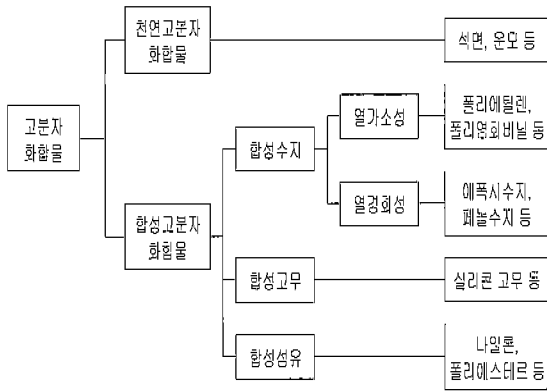 천연고분자
화합물
석면, 운모 등
고분자
화합물
합성수지
열가소성
폴리에틸렌,
폴리염화비닐 등
열경화성
에폭시수지,
페놀수지 등
합성고분자
화합물
합성고무
실리콘 고무 등
합성섬유
나일론,
폴리에스테르 등